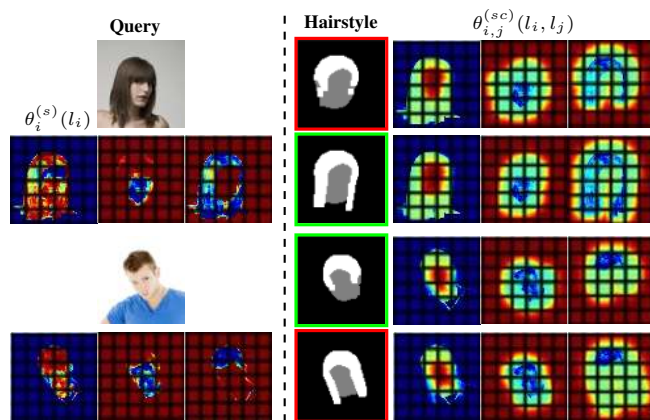 Query
Hairstyle
θ_{i,j}^{(sc)}(l_i, l_j)
θ_i^{(s)}(l_i)